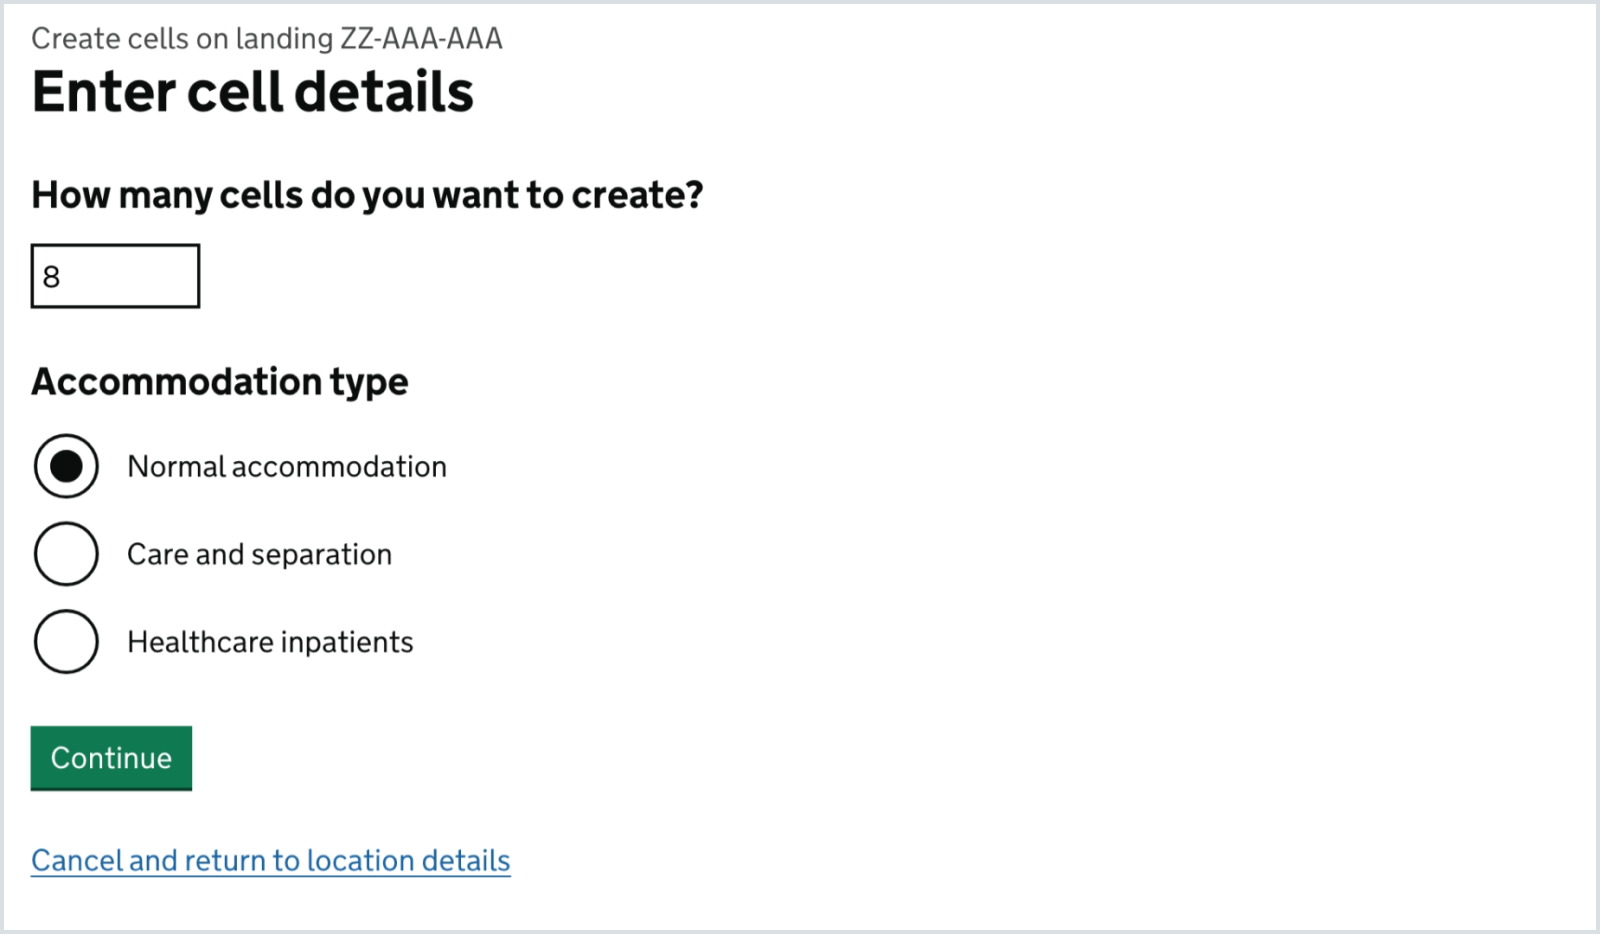 Create cells on landing ZZ-AAA-AAA
Enter cell details
How many cells do you want to create?
8
Accommodation type
Normal accommodation
Care and separation
Healthcare inpatients
Continue
Cancel and return to location details